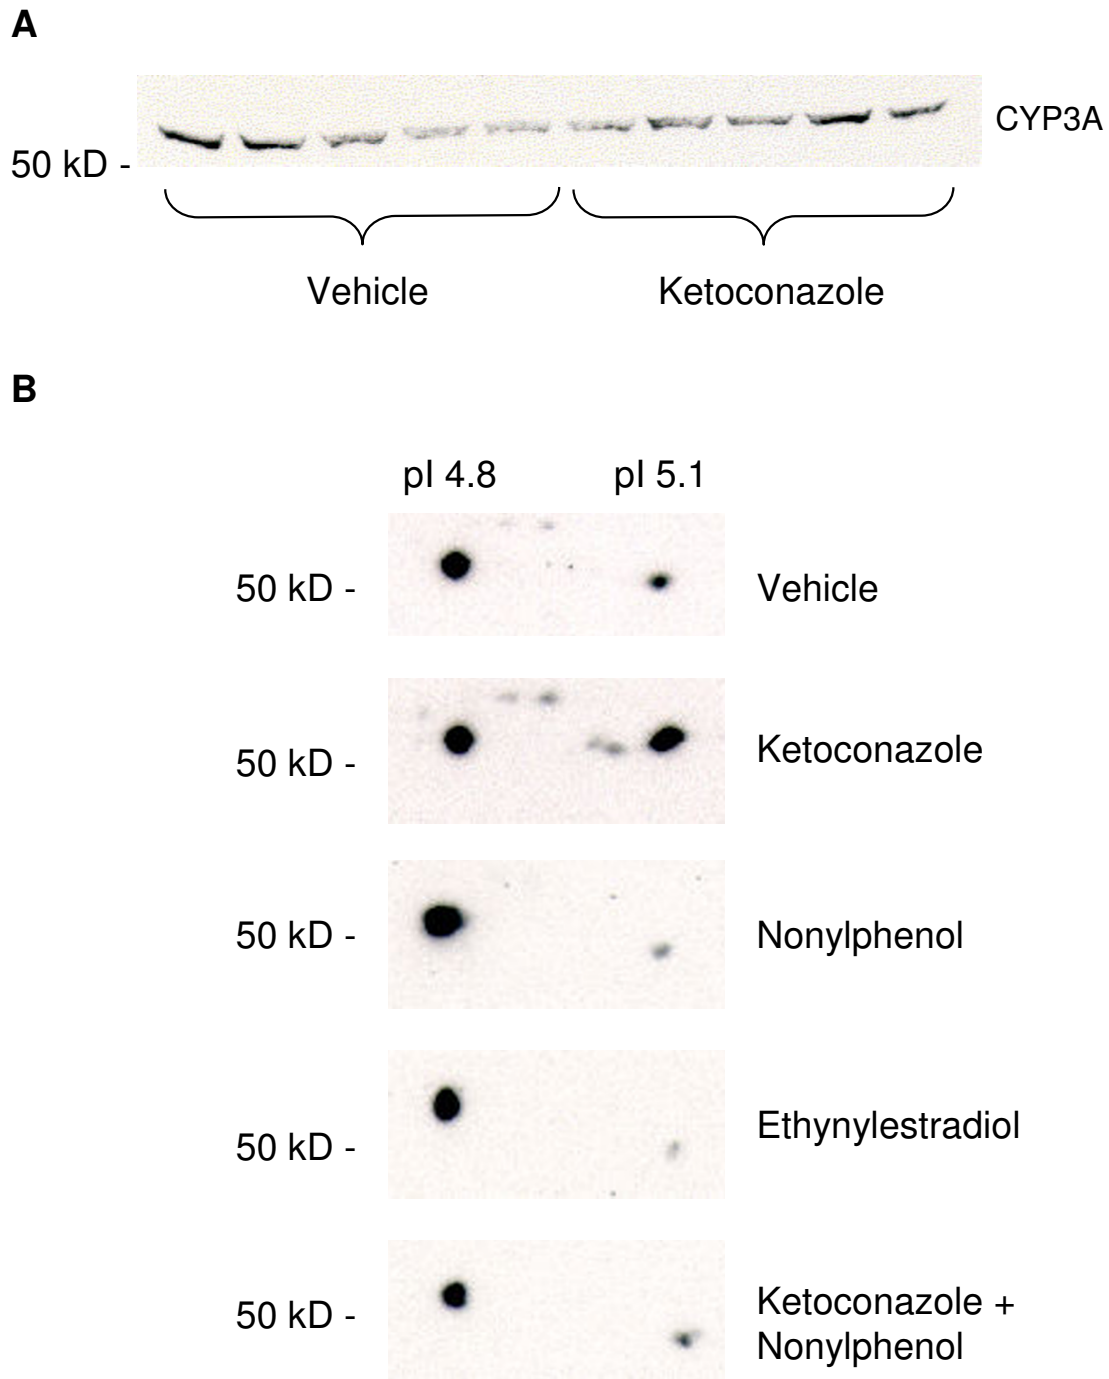 A
CYP3A
50 kD -
Vehicle Ketoconazole
B
pI 4.8 pI 5.1
50 kD - Vehicle
50 kD - Ketoconazole
50 kD - Nonylphenol
50 kD - Ethynylestradiol
50 kD - Ketoconazole +
Nonylphenol